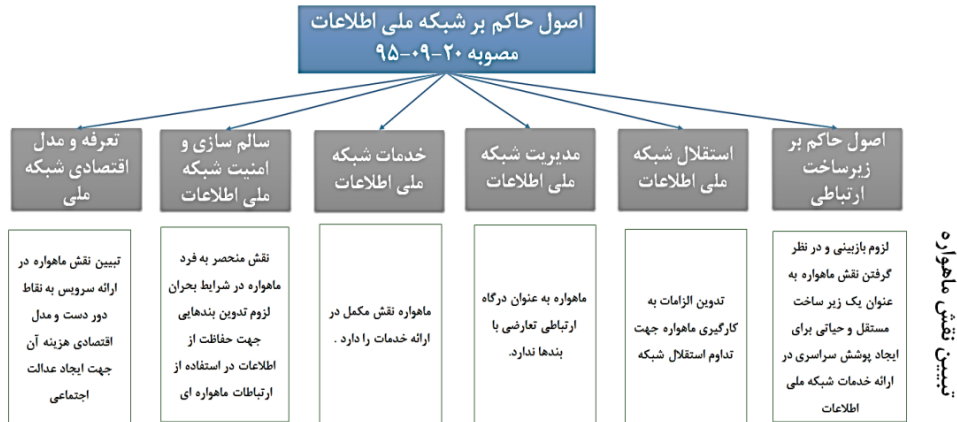 اصول حاکم بر شبکه ملی اطلاعات
مصوبه ۲۰-۰۹-۹۵
اصول حاکم بر
زیرساخت
ارتباطی
استقلال شبکه
ملی اطلاعات
مدیریت شبکه
ملی اطلاعات
خدمات شبکه
ملی اطلاعات
سالم سازی و
امنیت شبکه
ملی اطلاعات
تعرفه و مدل
اقتصادی شبکه
ملی
تبیین نقش ماهواره
لزوم بازبینی و در نظر
گرفتن نقش ماهواره به
عنوان یک زیر ساخت
مستقل و حیاتی برای
ایجاد پوشش سراسری در
ارائه خدمات شبکه ملی
اطلاعات
تدوین الزامات به
کارگیری ماهواره جهت
تداوم استقلال شبکه
ماهواره به عنوان درگاه
ارتباطی تعارضی با
بندها ندارد.
ماهواره نقش مکمل در
ارائه خدمات را دارد .
نقش منحصر به فرد
ماهواره در شرایط بحران
لزوم تدوین بندهایی
جهت حفاظت از
اطلاعات در استفاده از
ارتباطات ماهواره ای
تبیین نقش ماهواره در
ارائه سرویس به نقاط
دور دست و مدل
اقتصادی هزینه آن
جهت ایجاد عدالت
اجتماعی